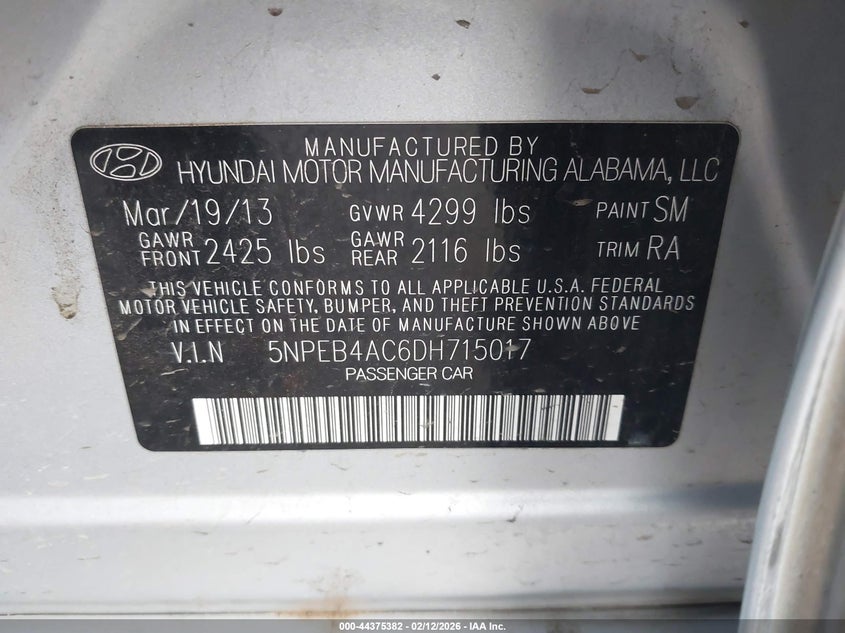 MANUFACTURED BY
HYUNDAI MOTOR MANUFACTURING ALABAMA, LLC
Mar/19/13 GVWR 4299 lbs PAINT SM
GAWR FRONT 2425 lbs GAWR REAR 2116 lbs TRIM RA
THIS VEHICLE CONFORMS TO ALL APPLICABLE U.S.A. FEDERAL
MOTOR VEHICLE SAFETY, BUMPER, AND THEFT PREVENTION STANDARDS
IN EFFECT ON THE DATE OF MANUFACTURE SHOWN ABOVE
V.I.N 5NPEB4AC6DH715017
PASSENGER CAR
000-44375382 - 02/12/2026 - IAA Inc.